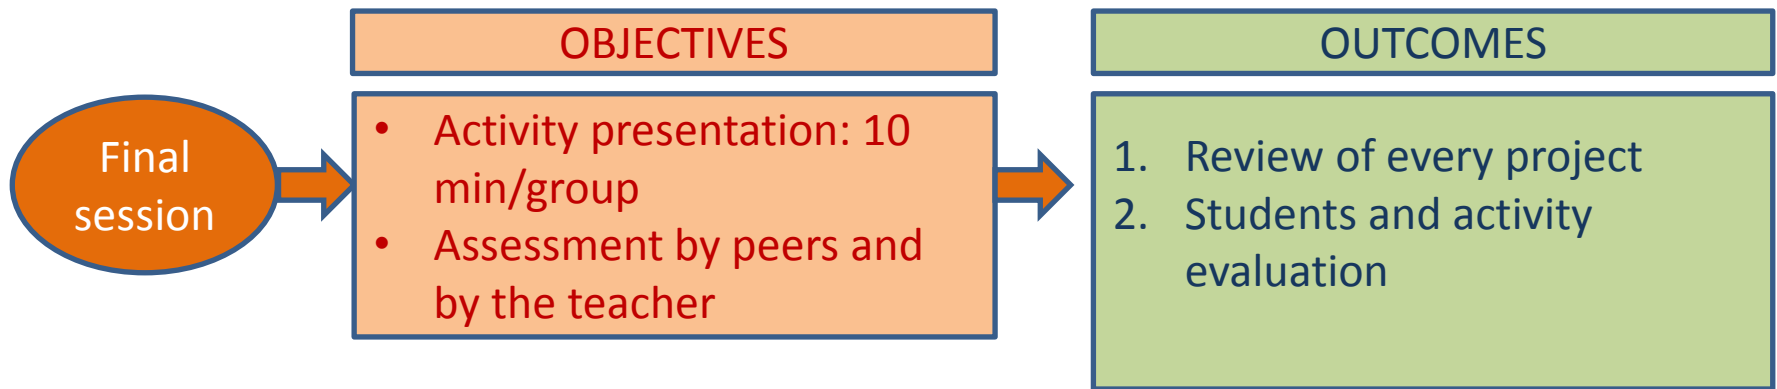 OBJECTIVES
OUTCOMES
Final
session
• Activity presentation: 10
min/group
• Assessment by peers and
by the teacher
1. Review of every project
2. Students and activity
evaluation